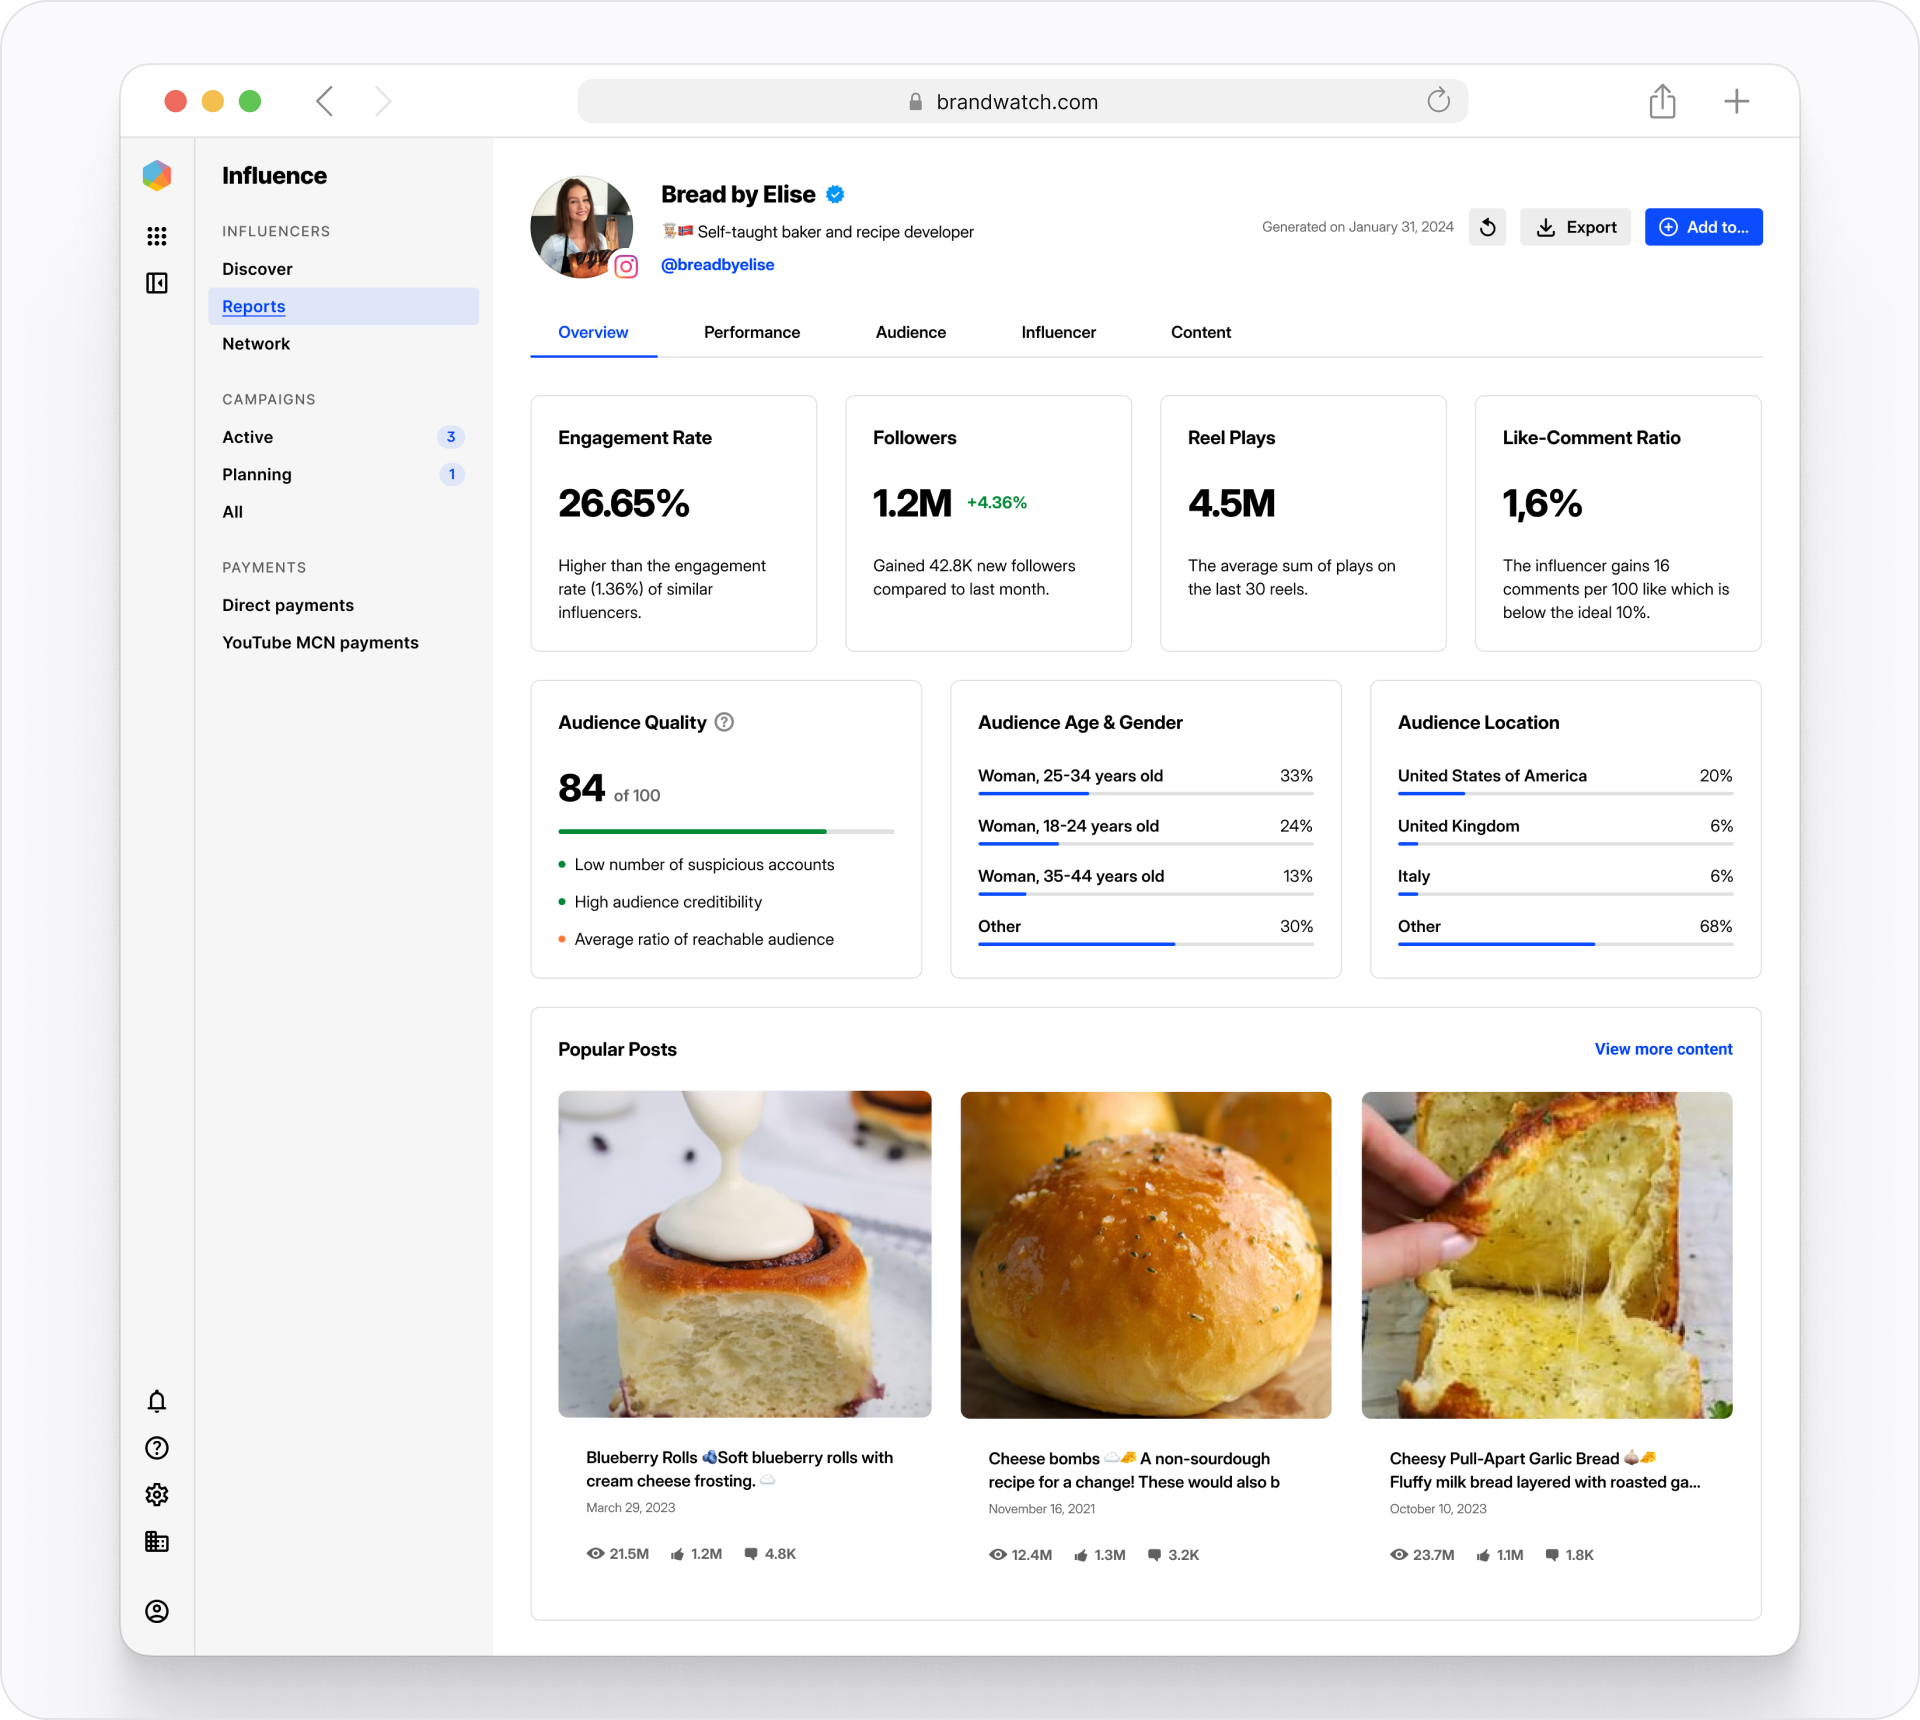 brandwatch.com
Influence
INFLUENCERS
Discover
Reports
Network
CAMPAIGNS
Active 3
Planning 1
All
PAYMENTS
Direct payments
YouTube MCN payments
Bread by Elise
Self-taught baker and recipe developer
@breadbyelise
Generated on January 31, 2024
Export
Add to...
Overview Performance Audience Influencer Content
Engagement Rate
26.65%
Higher than the engagement
rate (1.36%) of similar
influencers.
Followers
1.2M +4.36%
Gained 42.8K new followers
compared to last month.
Reel Plays
4.5M
The average sum of plays on
the last 30 reels.
Like-Comment Ratio
1,6%
The influencer gains 16
comments per 100 like which is
below the ideal 10%.
Audience Quality ?
84 of 100
• Low number of suspicious accounts
• High audience creditibility
• Average ratio of reachable audience
Audience Age & Gender
Woman, 25-34 years old 33%
Woman, 18-24 years old 24%
Woman, 35-44 years old 13%
Other 30%
Audience Location
United States of America 20%
United Kingdom 6%
Italy 6%
Other 68%
Popular Posts
View more content
Blueberry Rolls 🫐Soft blueberry rolls with
cream cheese frosting. ☁️
March 29, 2023
21.5M 1.2M 4.8K
Cheese bombs ☁️🧀 A non-sourdough
recipe for a change! These would also b
November 16, 2021
12.4M 1.3M 3.2K
Cheesy Pull-Apart Garlic Bread 🧄🧀
Fluffy milk bread layered with roasted ga...
October 10, 2023
23.7M 1.1M 1.8K